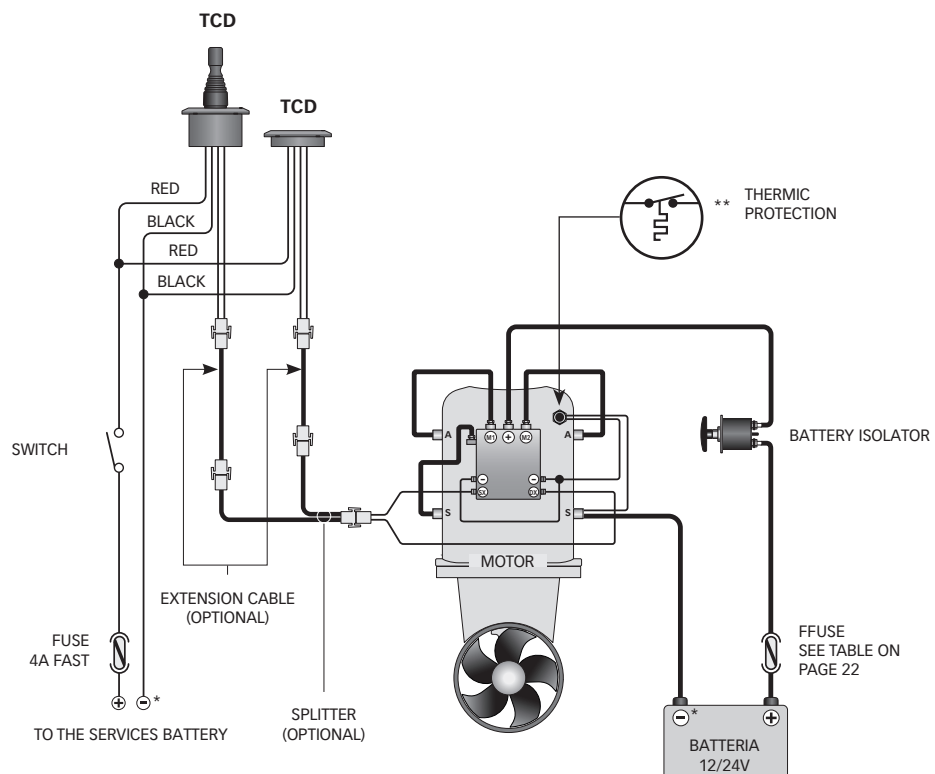 TCD
TCD
RED
BLACK
RED
BLACK
** THERMIC
PROTECTION
SWITCH
BATTERY ISOLATOR
A
M1
+
M2
A
-
-
SX
DX
S
S
MOTOR
EXTENSION CABLE
(OPTIONAL)
FUSE
4A FAST
FFUSE
SEE TABLE ON
PAGE 22
+
- *
TO THE SERVICES BATTERY
SPLITTER
(OPTIONAL)
- *
+
BATTERIA
12/24V